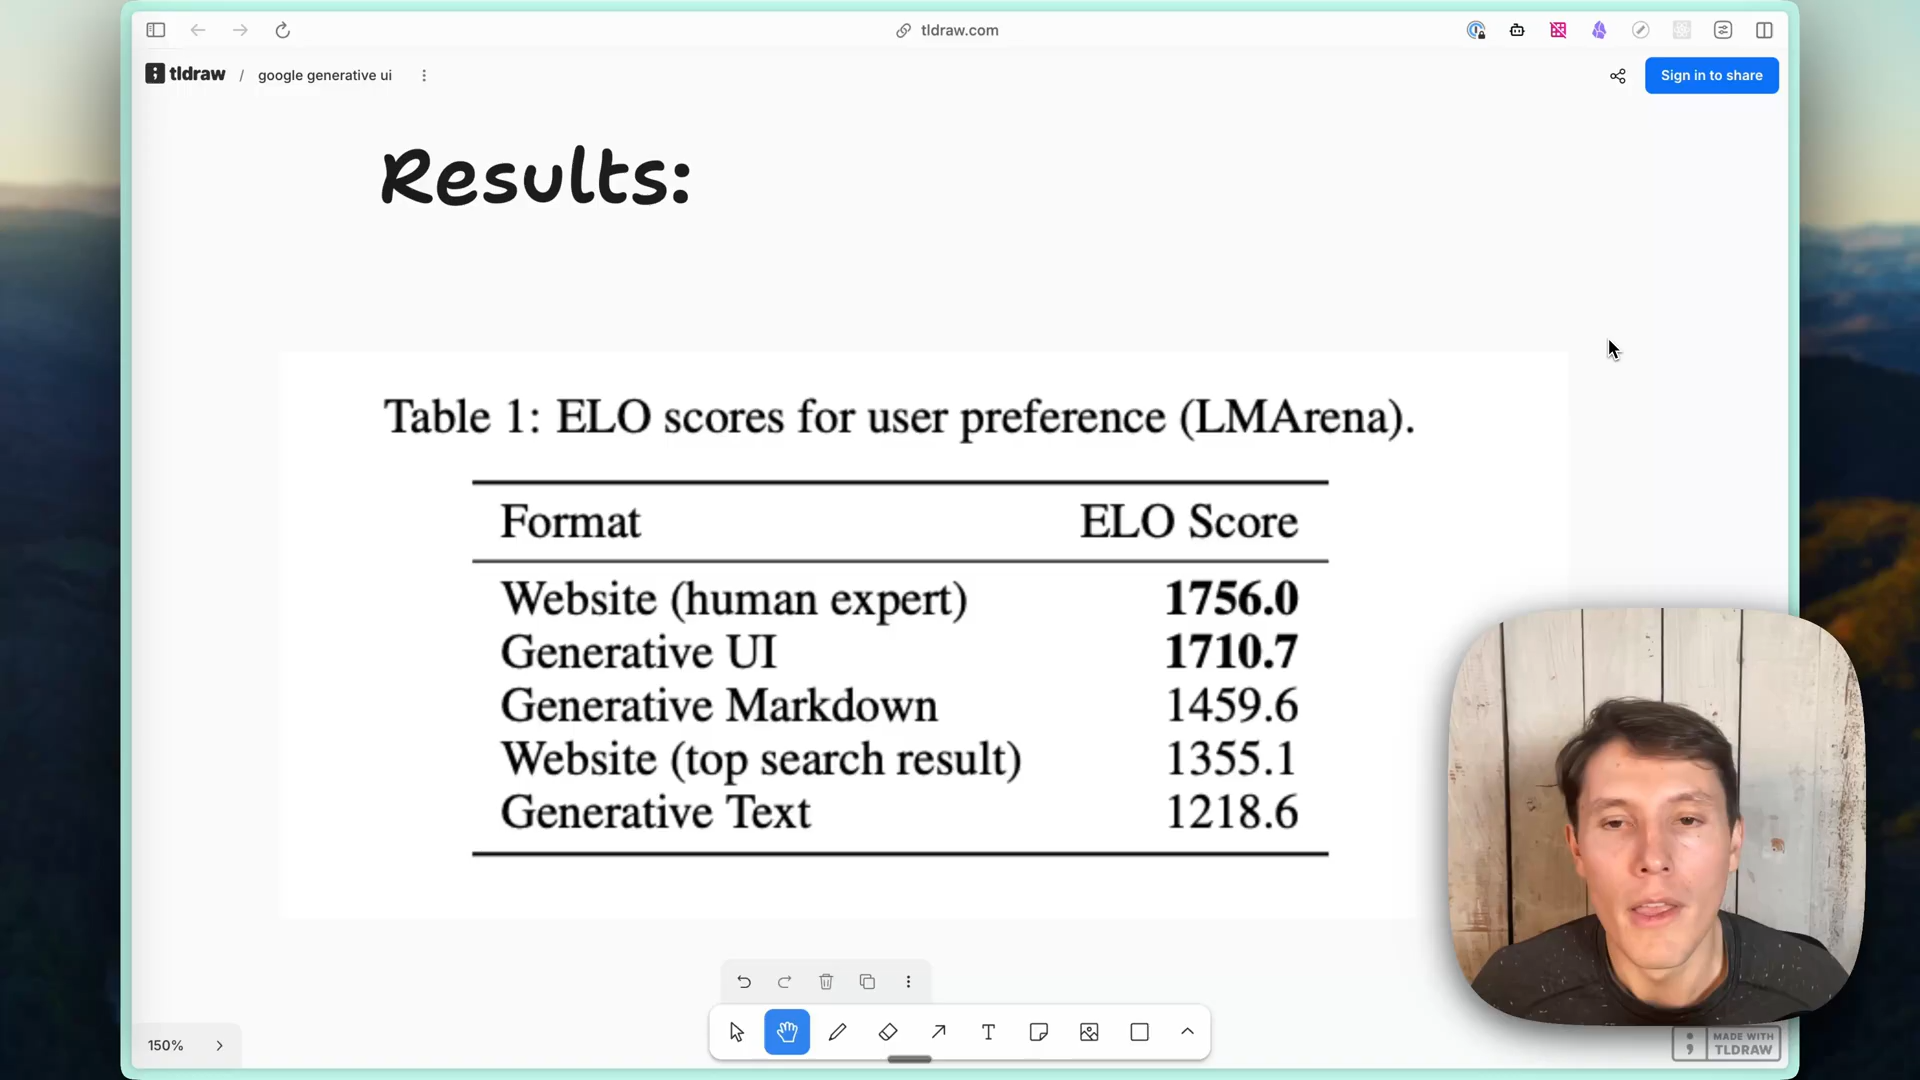 tldraw.com
tldraw / google generative ui
Sign in to share
Results:
Table 1: ELO scores for user preference (LMArena).
Format ELO Score
Website (human expert) 1756.0
Generative UI 1710.7
Generative Markdown 1459.6
Website (top search result) 1355.1
Generative Text 1218.6
150%
MADE WITH
TLDRAW